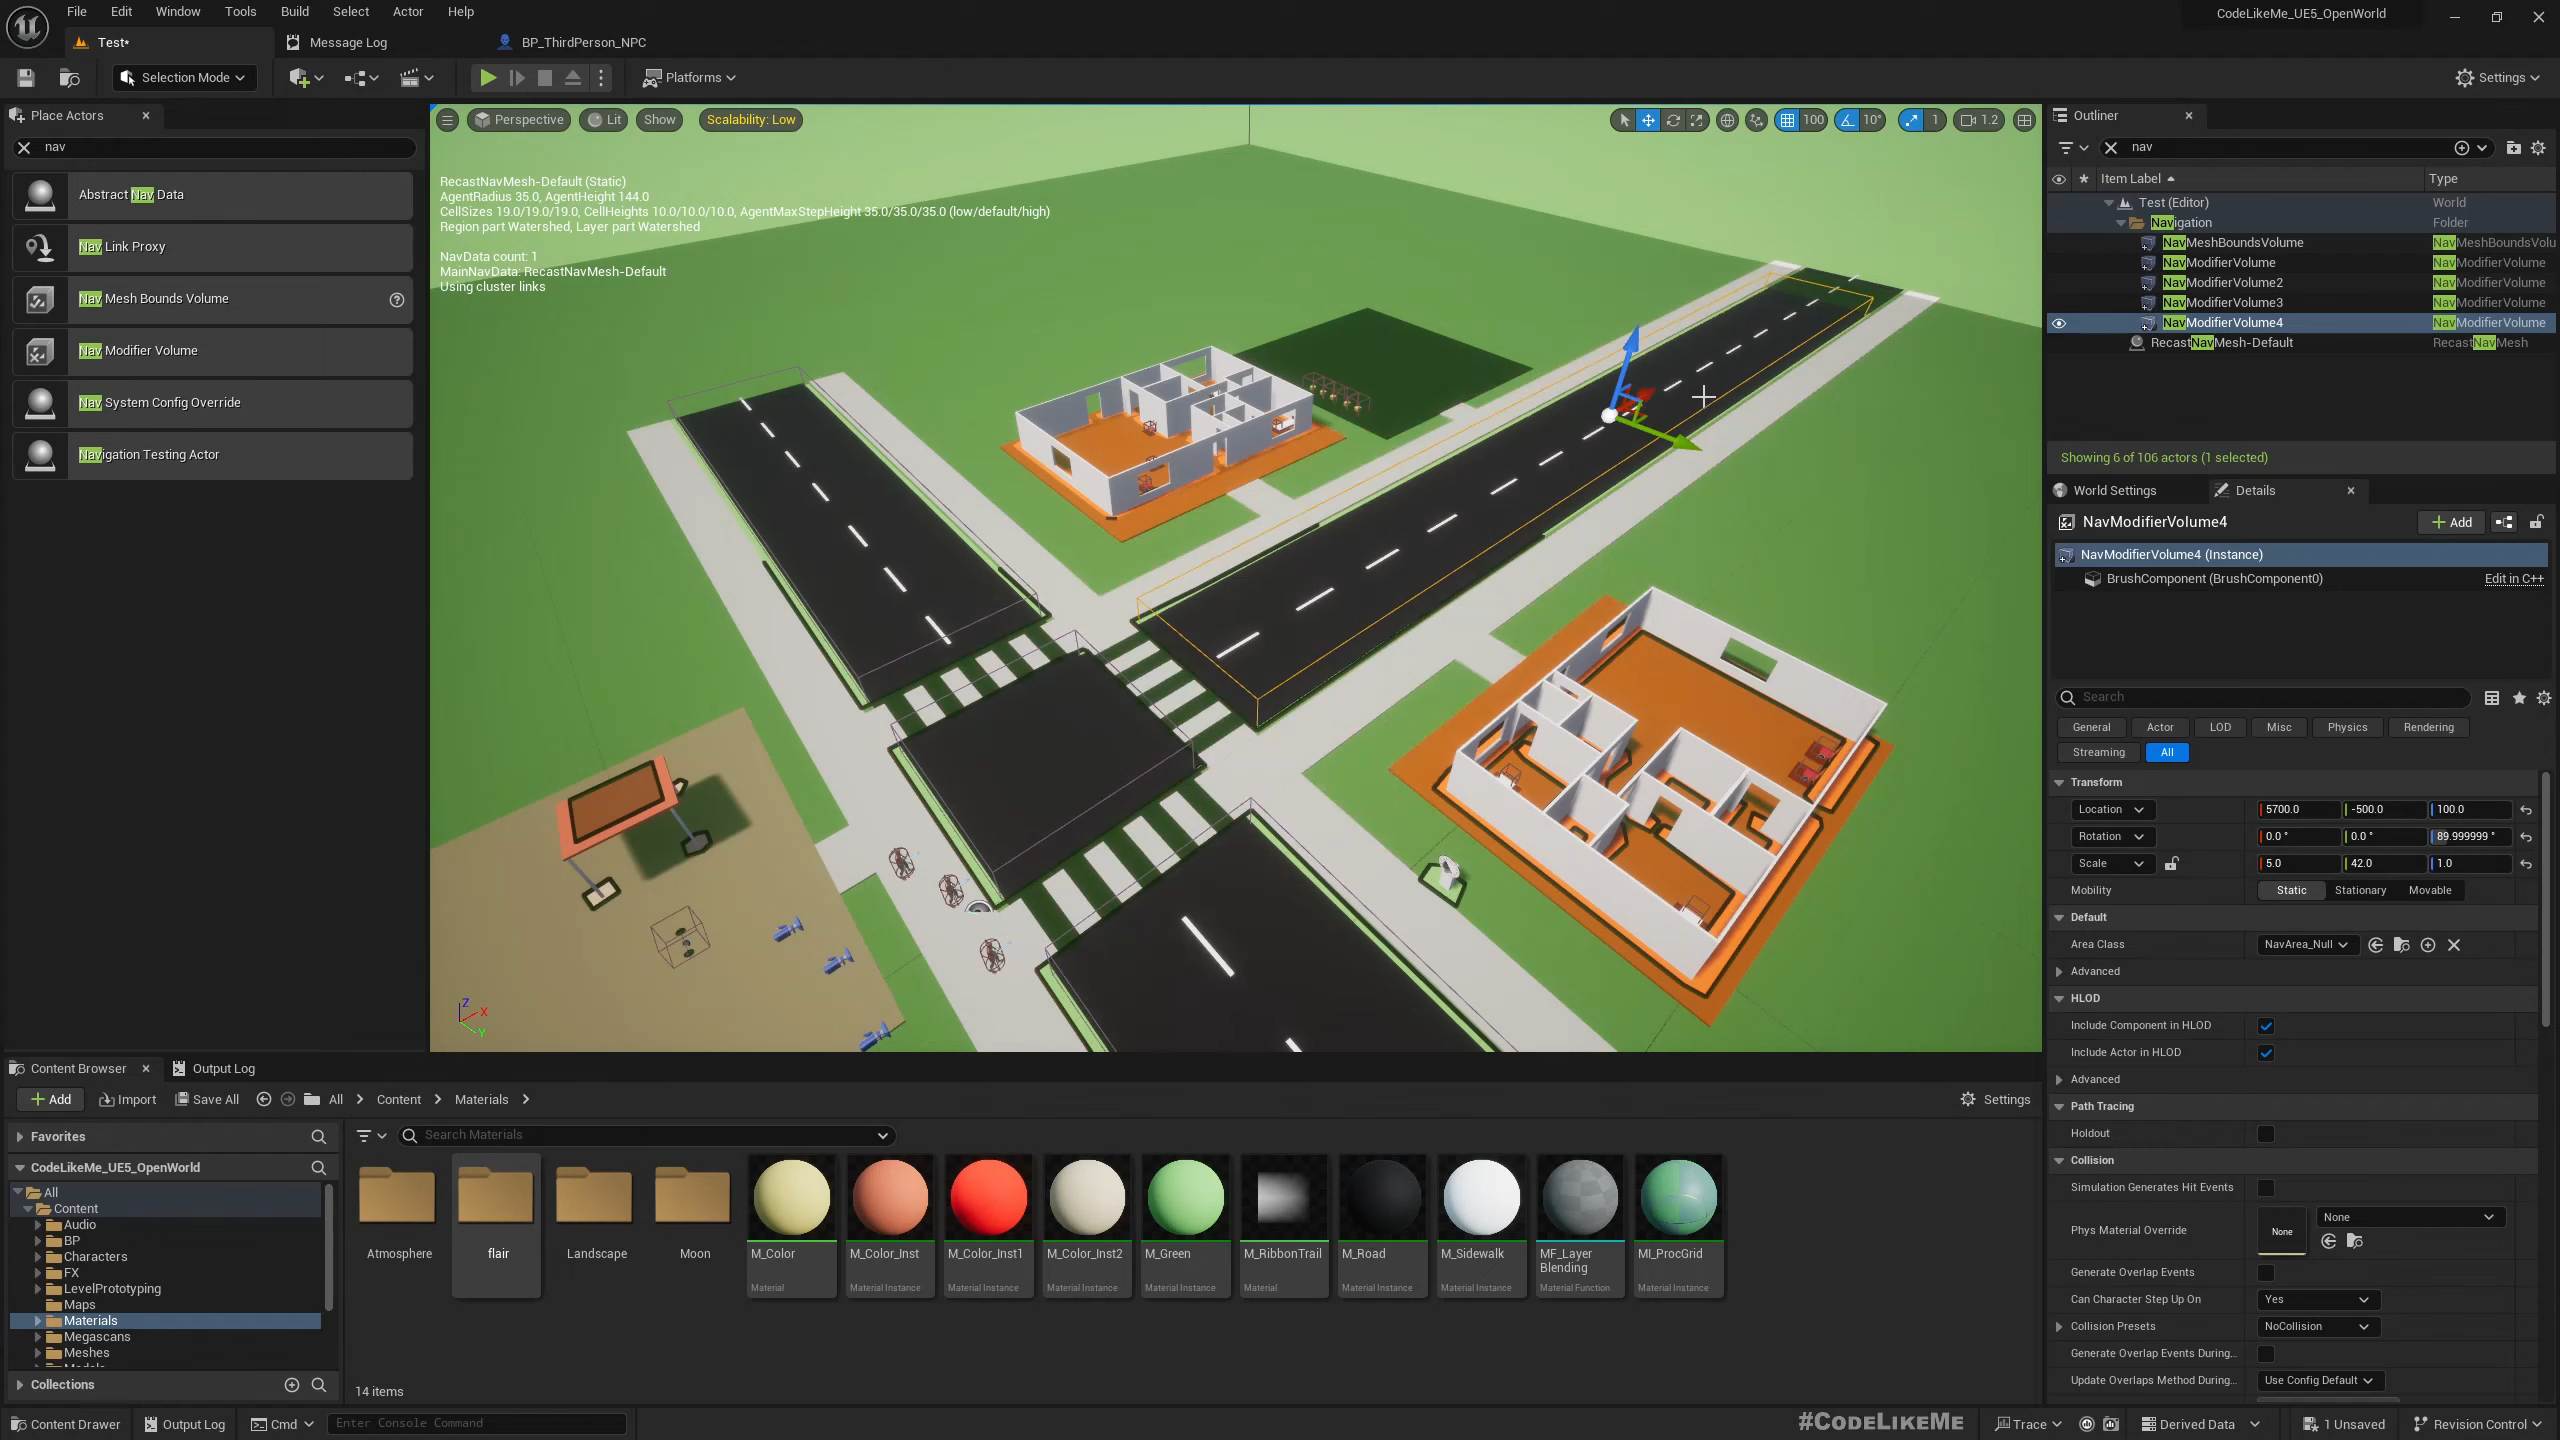 File Edit Window Tools Build Select Actor Help
CodeLikeMe_UE5_OpenWorld
Test*
Message Log
BP_ThirdPerson_NPC
Selection Mode
Platforms
Settings
Place Actors
nav
Abstract Nav Data
Nav Link Proxy
Nav Mesh Bounds Volume
Nav Modifier Volume
Nav System Config Override
Navigation Testing Actor
Perspective
Lit
Show
Scalability: Low
100
10°
1
1.2
RecastNavMesh-Default (Static)
AgentRadius 35.0, AgentHeight 144.0
CellSizes 19.0/19.0/19.0, CellHeights 10.0/10.0/10.0, AgentMaxStepHeight 35.0/35.0/35.0 (low/default/high)
Region part Watershed, Layer part Watershed
NavData count: 1
MainNavData: RecastNavMesh-Default
Using cluster links
Z
X
Y
Outliner
nav
Item Label Type
Test (Editor) World
Navigation Folder
NavMeshBoundsVolume NavMeshBoundsVolu
NavModifierVolume NavModifierVolume
NavModifierVolume2 NavModifierVolume
NavModifierVolume3 NavModifierVolume
NavModifierVolume4 NavModifierVolume
RecastNavMesh-Default RecastNavMesh
Showing 6 of 106 actors (1 selected)
World Settings
Details
NavModifierVolume4
Add
NavModifierVolume4 (Instance)
BrushComponent (BrushComponent0) Edit in C++
Search
General Actor LOD Misc Physics Rendering
Streaming All
Transform
Location 5700.0 -500.0 100.0
Rotation 0.0 ° 0.0 ° 89.999999 °
Scale 5.0 42.0 1.0
Mobility Static Stationary Movable
Default
Area Class NavArea_Null
Advanced
HLOD
Include Component in HLOD
Include Actor in HLOD
Advanced
Path Tracing
Holdout
Collision
Simulation Generates Hit Events
Phys Material Override None None
Generate Overlap Events
Can Character Step Up On Yes
Collision Presets NoCollision
Generate Overlap Events During...
Update Overlaps Method During... Use Config Default
Content Browser
Output Log
Add
Import
Save All
All
Content
Materials
Settings
Favorites
CodeLikeMe_UE5_OpenWorld
All
Content
Audio
BP
Characters
FX
LevelPrototyping
Maps
Materials
Megascans
Meshes
Collections
Search Materials
Atmosphere
flair
Landscape
Moon
M_Color
Material
M_Color_Inst
Material Instance
M_Color_Inst1
Material Instance
M_Color_Inst2
Material Instance
M_Green
Material Instance
M_RibbonTrail
Material
M_Road
Material Instance
M_Sidewalk
Material Instance
MF_Layer
Blending
Material Function
MI_ProcGrid
Material Instance
14 items
Content Drawer
Output Log
Cmd
Enter Console Command
#CODELIKEME
Trace
Derived Data
1 Unsaved
Revision Control